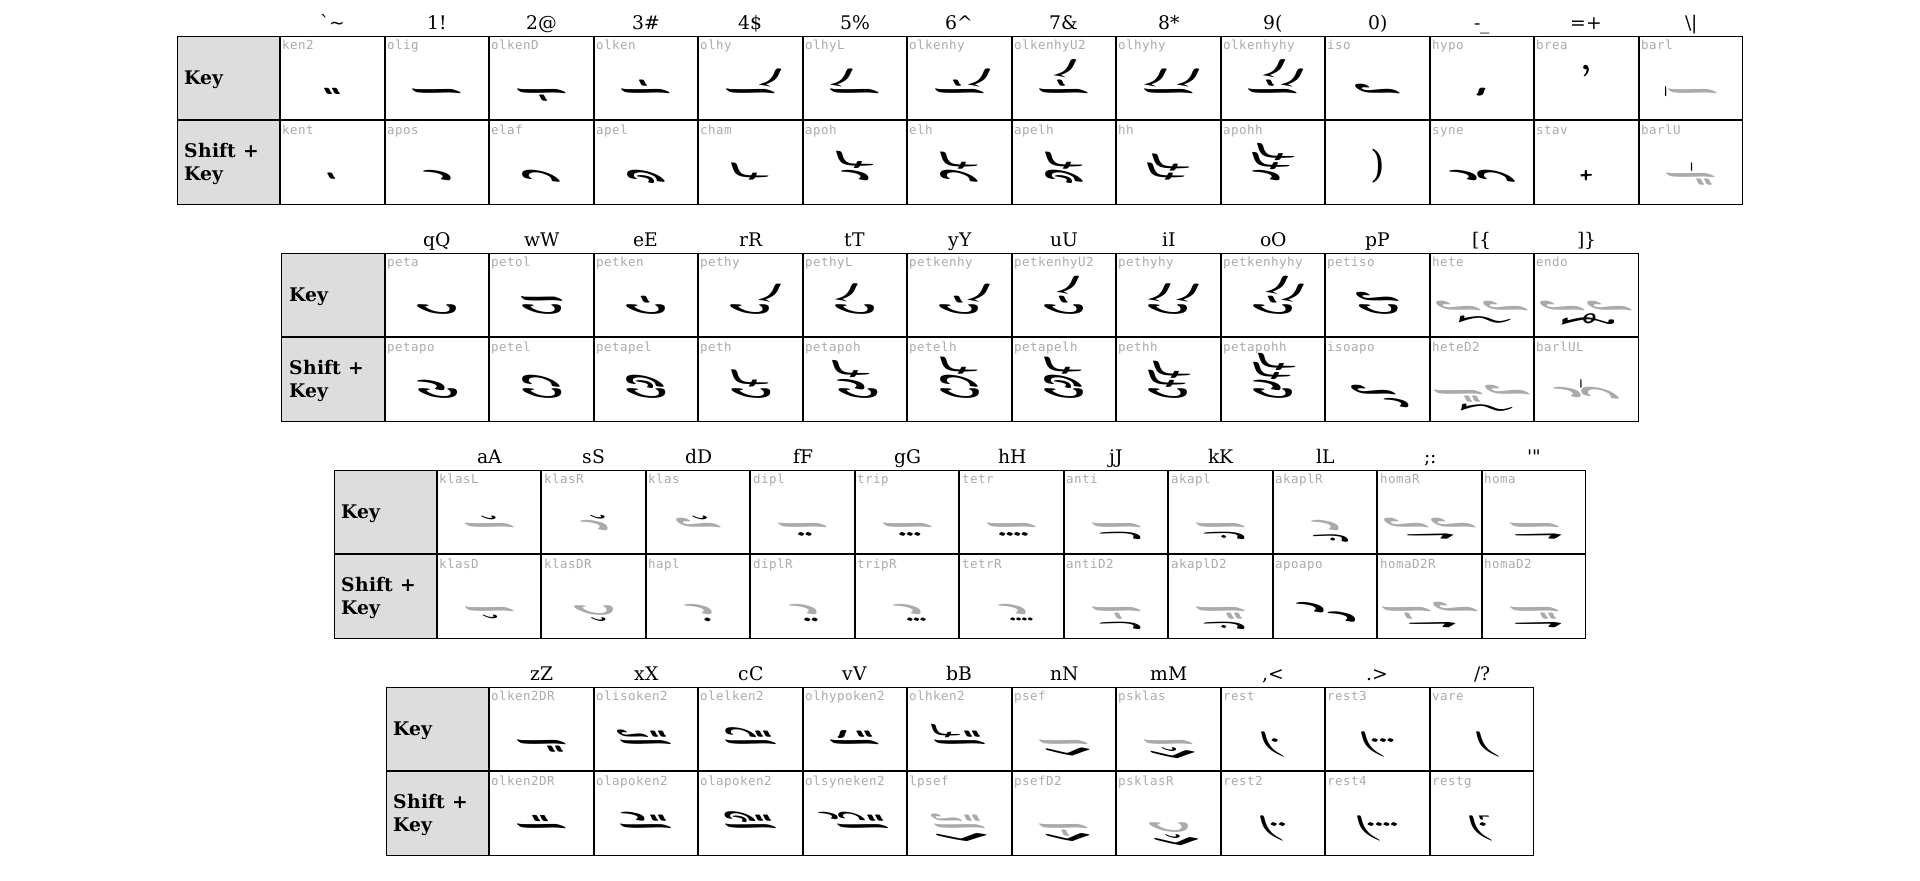 `~ 1! 2@ 3# 4$ 5% 6^ 7& 8* 9( 0) -_ =+ \|
Key ken2 olig olkenD olken olhy olhyL olkenhy olkenhyU2 olhyhy olkenhyhy iso hypo brea barl
Shift + Key kent apos elaf apel cham apoh elh apelh hh apohh ) syne stav barlU
qQ wW eE rR tT yY uU iI oO pP [{ ]}
Key peta petol petken pethy pethyL petkenhy petkenhyU2 pethyhy petkenhyhy petiso hete endo
Shift + Key petapo petel petapel peth petapoh petelh petapelh pethh petapohh isoapo heteD2 barlUL
aA sS dD fF gG hH jJ kK lL ;: '"
Key klasL klasR klas dipl trip tetr anti akapl akaplR homaR homa
Shift + Key klasD klasDR hapl diplR tripR tetrR antiD2 akaplD2 apoapo homaD2R homaD2
zZ xX cC vV bB nN mM ,< .> /?
Key olken2DR olisoken2 olelken2 olhypoken2 olhken2 psef psklas rest rest3 vare
Shift + Key olken2DR olapoken2 olapoken2 olsyneken2 lpsef psefD2 psklasR rest2 rest4 restg